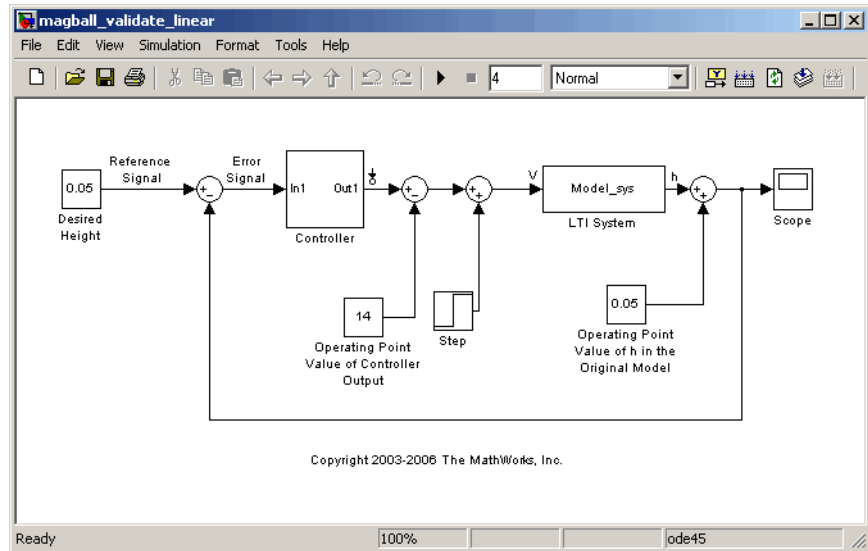 magball_validate_linear
File Edit View Simulation Format Tools Help
4 Normal
Reference
Signal
Error
Signal
0.05
Desired
Height
In1 Out1
Controller
V
Model_sys
LTI System
h
Scope
14
Operating Point
Value of Controller
Output
Step
0.05
Operating Point
Value of h in the
Original Model
Copyright 2003-2006 The MathWorks, Inc.
Ready 100% ode45